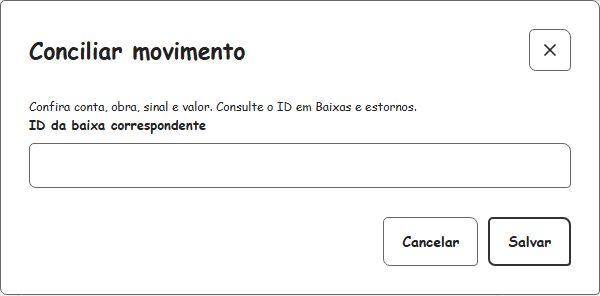 Conciliar movimento
Confira conta, obra, sinal e valor. Consulte o ID em Baixas e estornos.
ID da baixa correspondente
Cancelar
Salvar